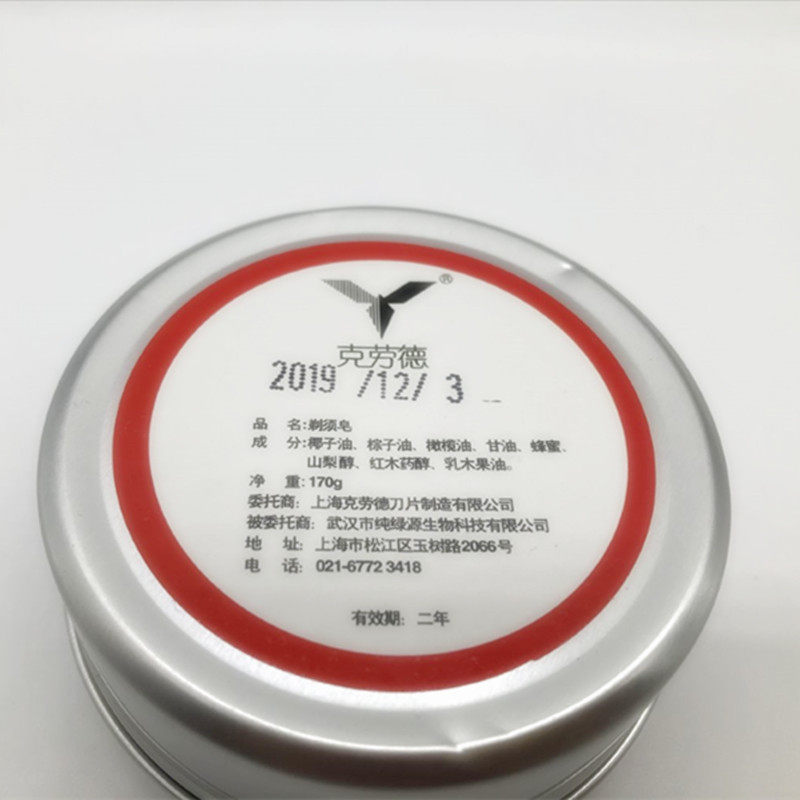 ®
克劳德
2019 /12/ 3
品 名:剃须皂
成 分:椰子油、棕子油、橄榄油、甘油、蜂蜜、
山梨醇、红木药醇、乳木果油。
净 重:170g
委托商：上海克劳德刀片制造有限公司
被委托商：武汉市纯绿源生物科技有限公司
地 址：上海市松江区玉树路2066号
电 话：021-6772 3418
有效期：二年